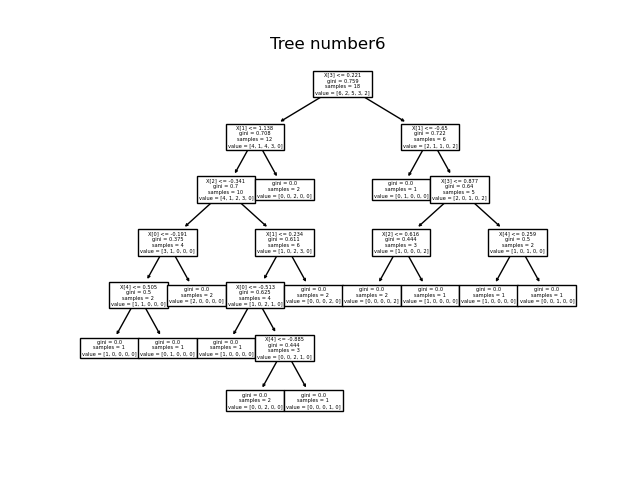 Tree number6
X[3] <= 0.221
gini = 0.759
samples = 18
value = [6, 2, 5, 3, 2]
X[1] <= 1.138
gini = 0.708
samples = 12
value = [4, 1, 4, 3, 0]
X[1] <= -0.65
gini = 0.722
samples = 6
value = [2, 1, 1, 0, 2]
X[2] <= -0.341
gini = 0.7
samples = 10
value = [4, 1, 2, 3, 0]
gini = 0.0
samples = 2
value = [0, 0, 2, 0, 0]
gini = 0.0
samples = 1
value = [0, 1, 0, 0, 0]
X[3] <= 0.877
gini = 0.64
samples = 5
value = [2, 0, 1, 0, 2]
X[0] <= -0.191
gini = 0.375
samples = 4
value = [3, 1, 0, 0, 0]
X[1] <= 0.234
gini = 0.611
samples = 6
value = [1, 0, 2, 3, 0]
X[2] <= 0.616
gini = 0.444
samples = 3
value = [1, 0, 0, 0, 2]
X[4] <= 0.259
gini = 0.5
samples = 2
value = [1, 0, 1, 0, 0]
X[4] <= 0.505
gini = 0.5
samples = 2
value = [1, 1, 0, 0, 0]
gini = 0.0
samples = 2
value = [2, 0, 0, 0, 0]
X[0] <= -0.513
gini = 0.625
samples = 4
value = [1, 0, 2, 1, 0]
gini = 0.0
samples = 2
value = [0, 0, 0, 2, 0]
gini = 0.0
samples = 2
value = [0, 0, 0, 0, 2]
gini = 0.0
samples = 1
value = [1, 0, 0, 0, 0]
gini = 0.0
samples = 1
value = [1, 0, 0, 0, 0]
gini = 0.0
samples = 1
value = [0, 0, 1, 0, 0]
gini = 0.0
samples = 1
value = [1, 0, 0, 0, 0]
gini = 0.0
samples = 1
value = [0, 1, 0, 0, 0]
gini = 0.0
samples = 1
value = [1, 0, 0, 0, 0]
X[4] <= -0.885
gini = 0.444
samples = 3
value = [0, 0, 2, 1, 0]
gini = 0.0
samples = 2
value = [0, 0, 2, 0, 0]
gini = 0.0
samples = 1
value = [0, 0, 0, 1, 0]